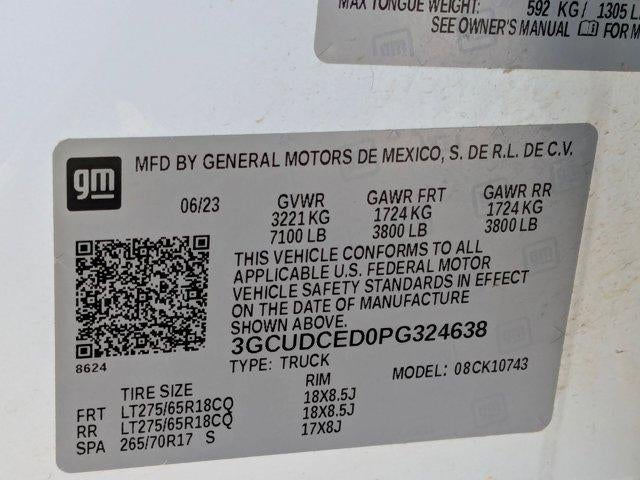 MAX TONGUE WEIGHT: 592 KG/ 1305 L
SEE OWNER'S MANUAL FOR M
gm
MFD BY GENERAL MOTORS DE MEXICO, S. DE R.L. DE C.V.
06/23 GVWR GAWR FRT GAWR RR
3221 KG 1724 KG 1724 KG
7100 LB 3800 LB 3800 LB
THIS VEHICLE CONFORMS TO ALL
APPLICABLE U.S. FEDERAL MOTOR
VEHICLE SAFETY STANDARDS IN EFFECT
ON THE DATE OF MANUFACTURE
SHOWN ABOVE.
3GCUDCED0PG324638
8624
TYPE: TRUCK MODEL: 08CK10743
TIRE SIZE RIM
FRT LT275/65R18CQ 18X8.5J
RR LT275/65R18CQ 18X8.5J
SPA 265/70R17 S 17X8J